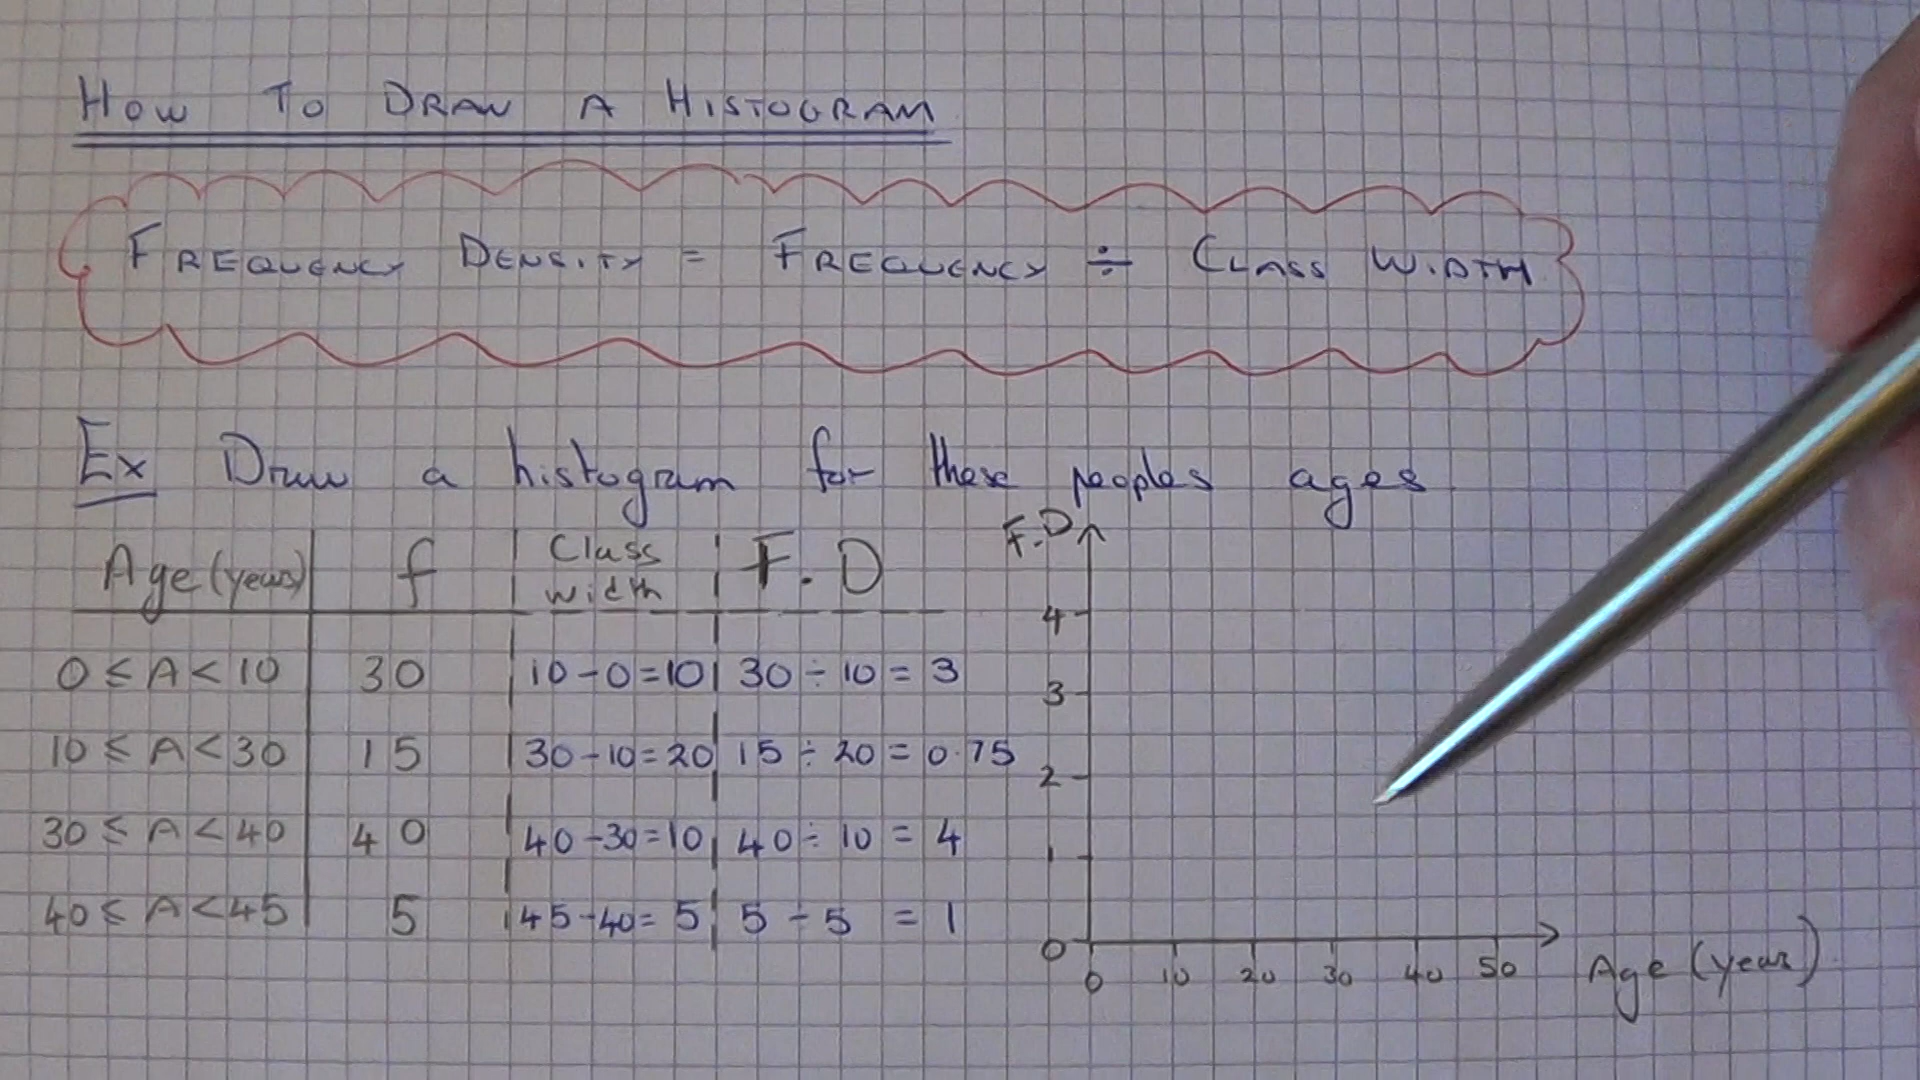 HOW TO DRAW A HISTOGRAM
FREQUENCY DENSITY = FREQUENCY ÷ CLASS WIDTH
Ex Draw a histogram for these peoples ages
Age (years) f Class width F.D
0 ≤ A < 10 30 10 - 0 = 10 30 ÷ 10 = 3
10 ≤ A < 30 15 30 - 10 = 20 15 ÷ 20 = 0.75
30 ≤ A < 40 40 40 - 30 = 10 40 ÷ 10 = 4
40 ≤ A < 45 5 45 - 40 = 5 5 ÷ 5 = 1
F.D
4
3
2
1
0
0 10 20 30 40 50 Age (years)